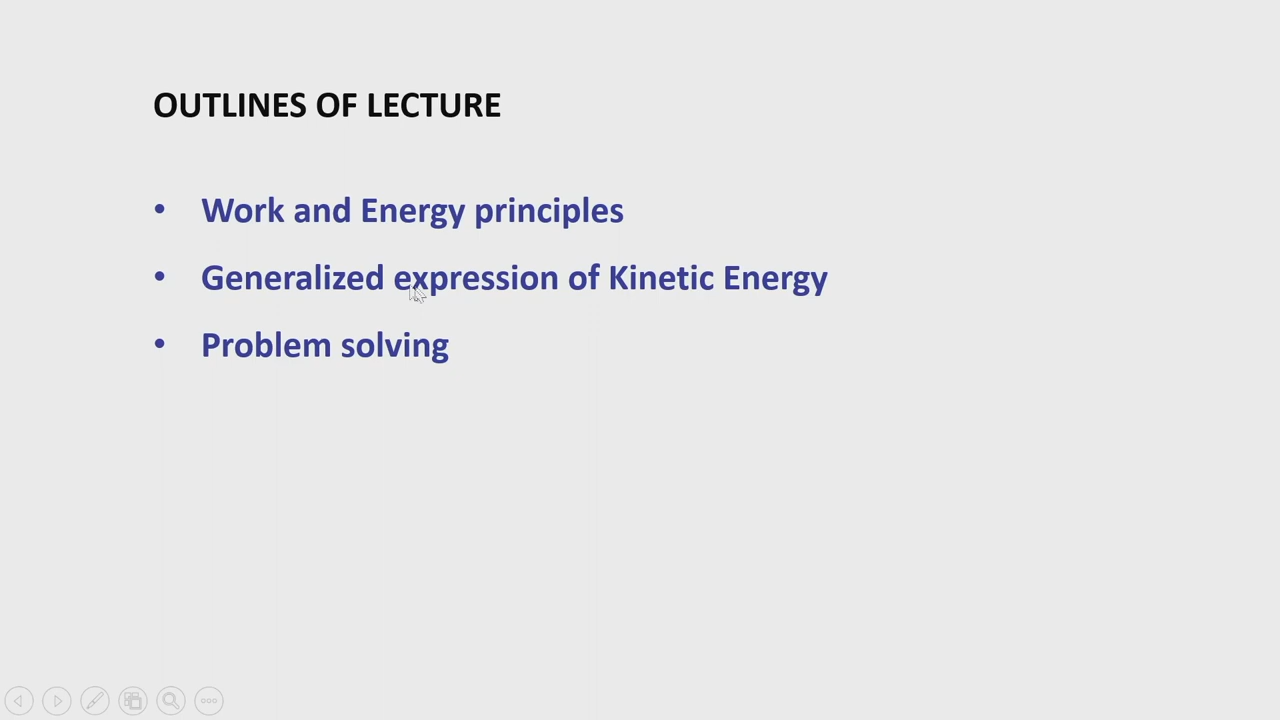 OUTLINES OF LECTURE
• Work and Energy principles
• Generalized expression of Kinetic Energy
• Problem solving